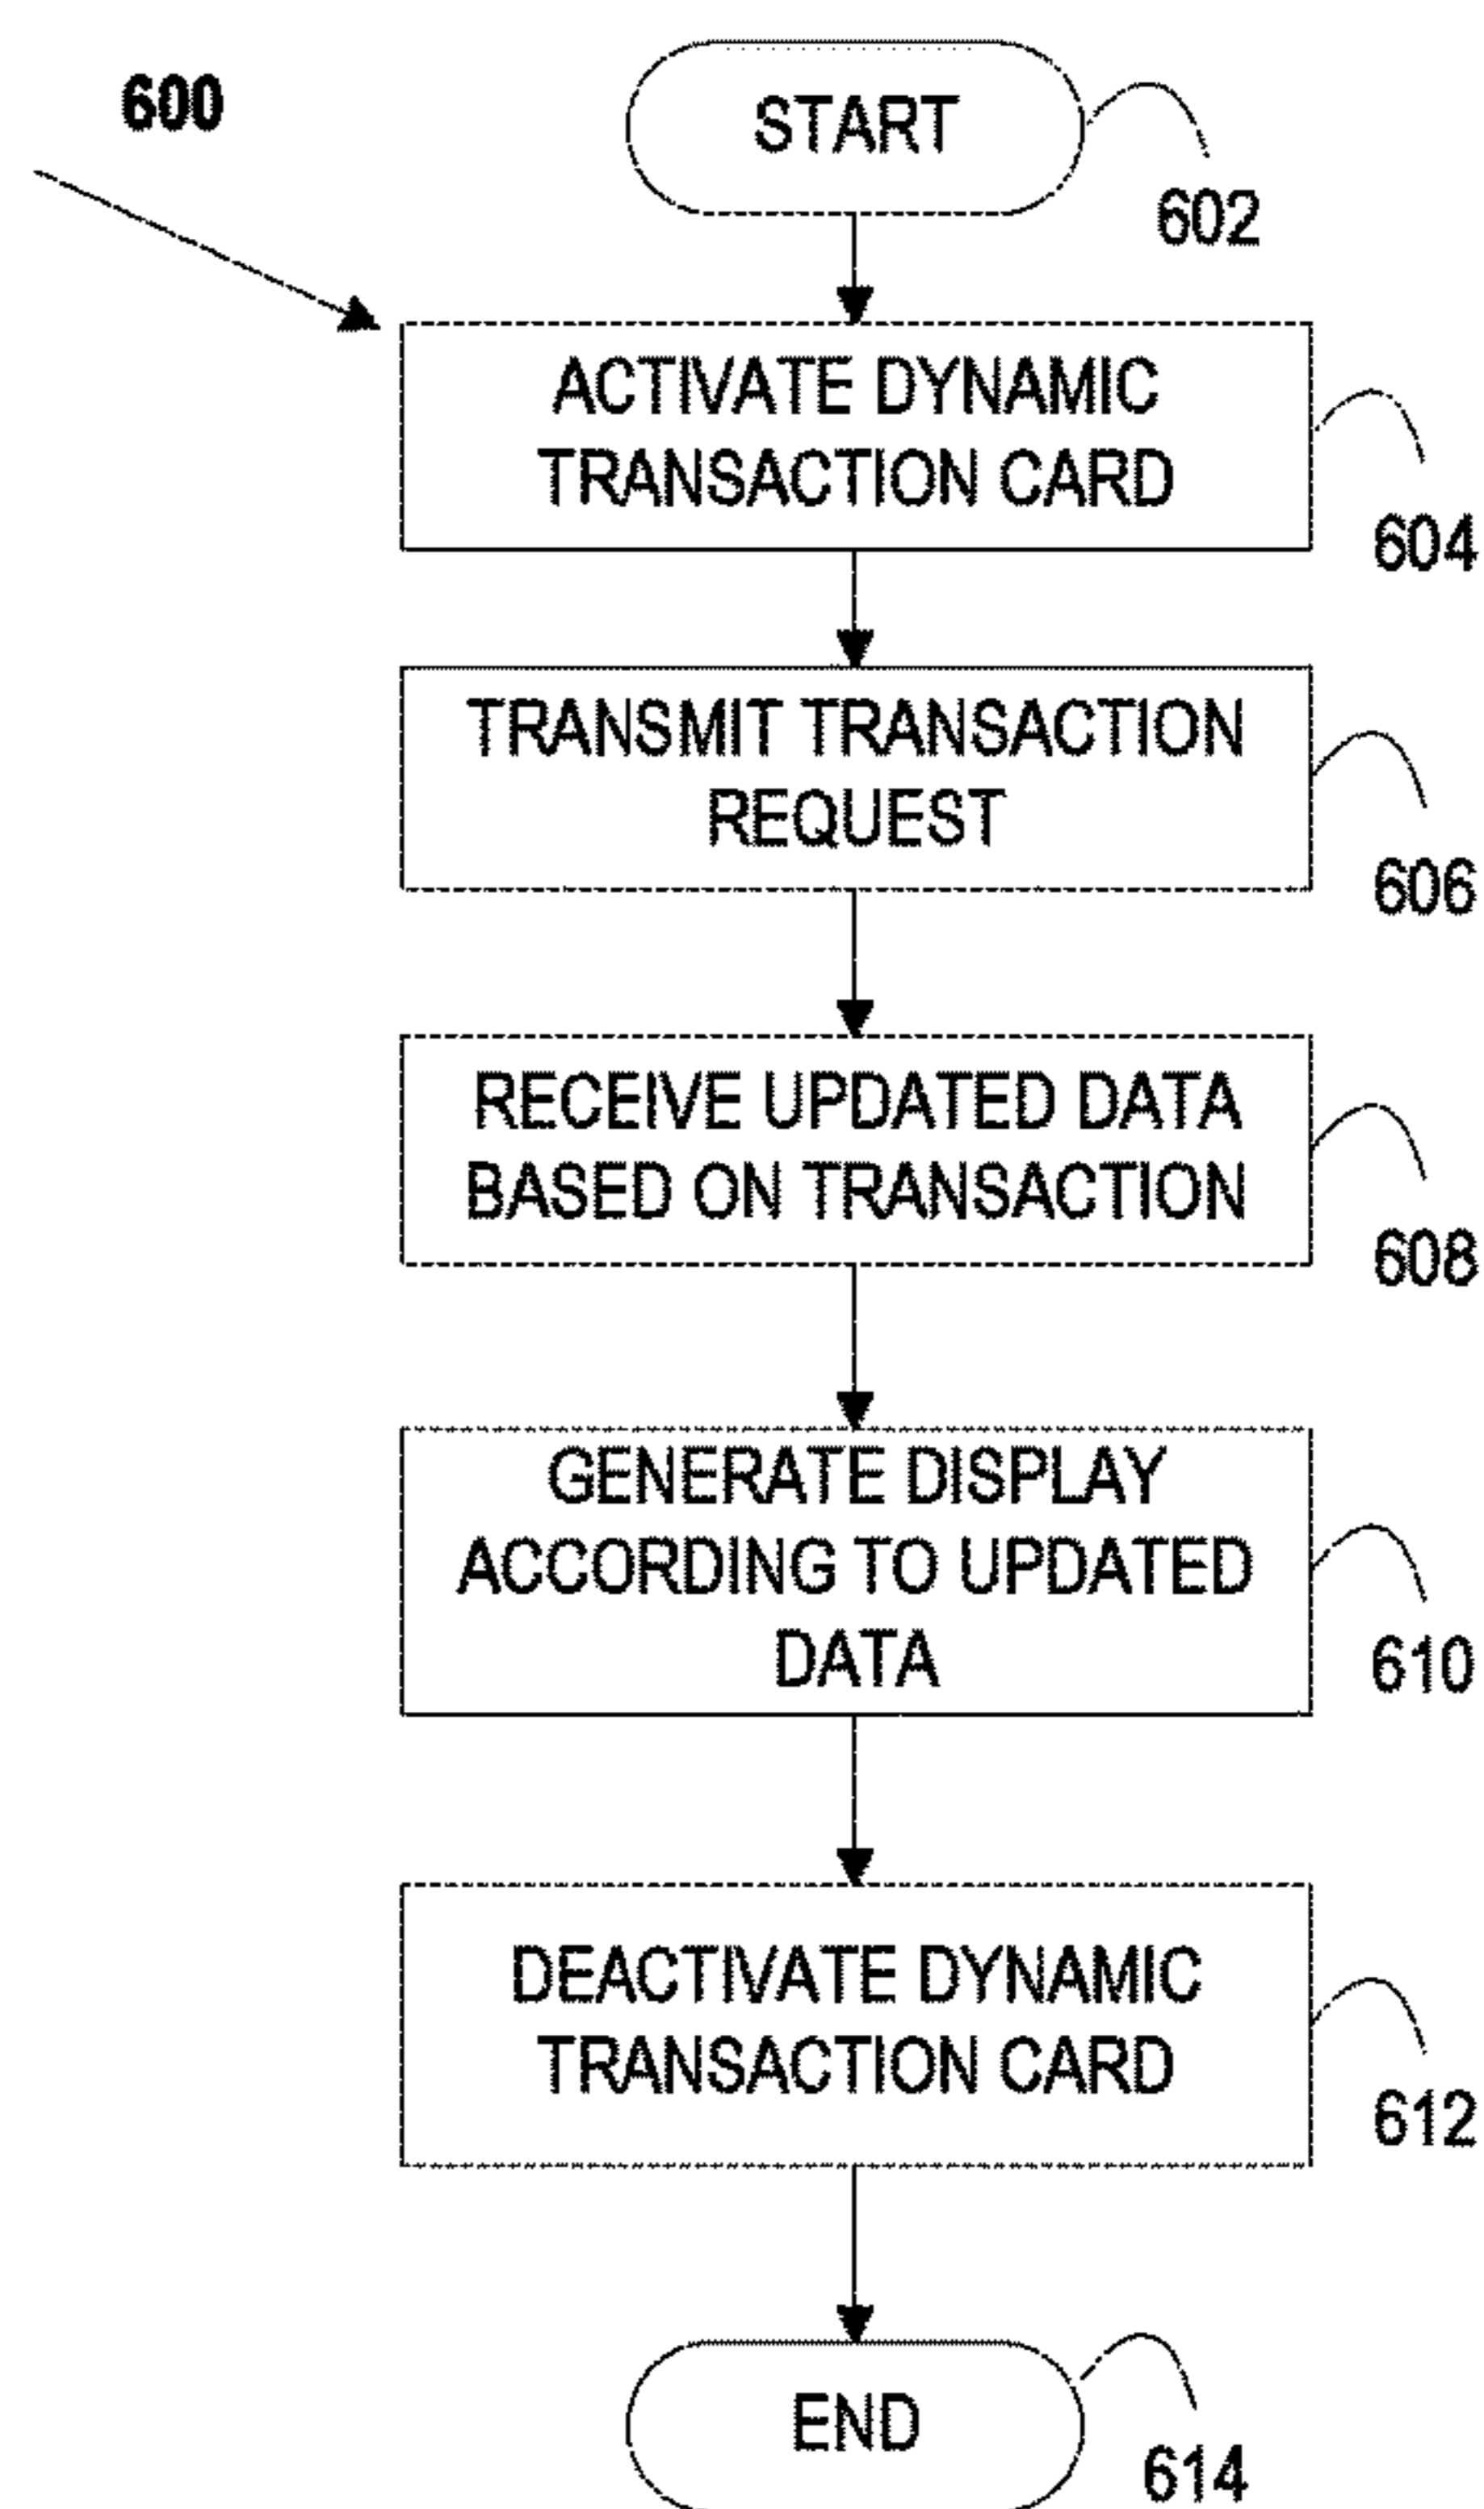 600
START
602
ACTIVATE DYNAMIC
TRANSACTION CARD
604
TRANSMIT TRANSACTION
REQUEST
606
RECEIVE UPDATED DATA
BASED ON TRANSACTION
608
GENERATE DISPLAY
ACCORDING TO UPDATED
DATA
610
DEACTIVATE DYNAMIC
TRANSACTION CARD
612
END
614